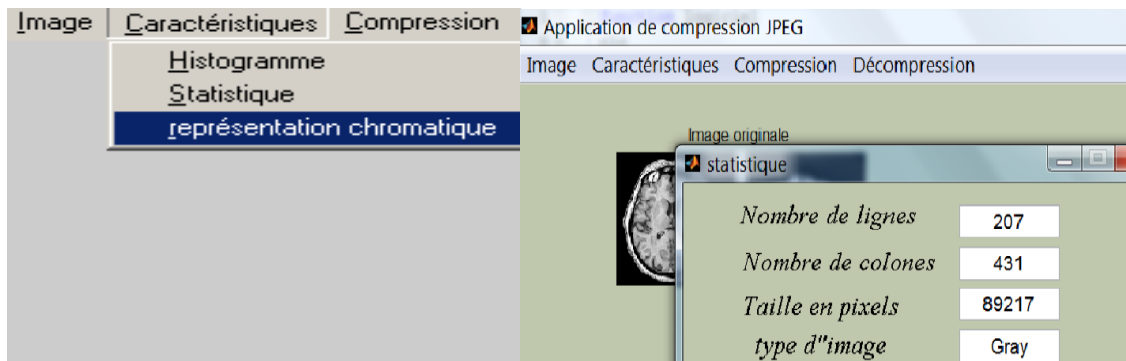 Image Caractéristiques Compression
Histogramme
Statistique
représentation chromatique
Application de compression JPEG
Image Caractéristiques Compression Décompression
Image originale
statistique
Nombre de lignes 207
Nombre de colones 431
Taille en pixels 89217
type d"image Gray